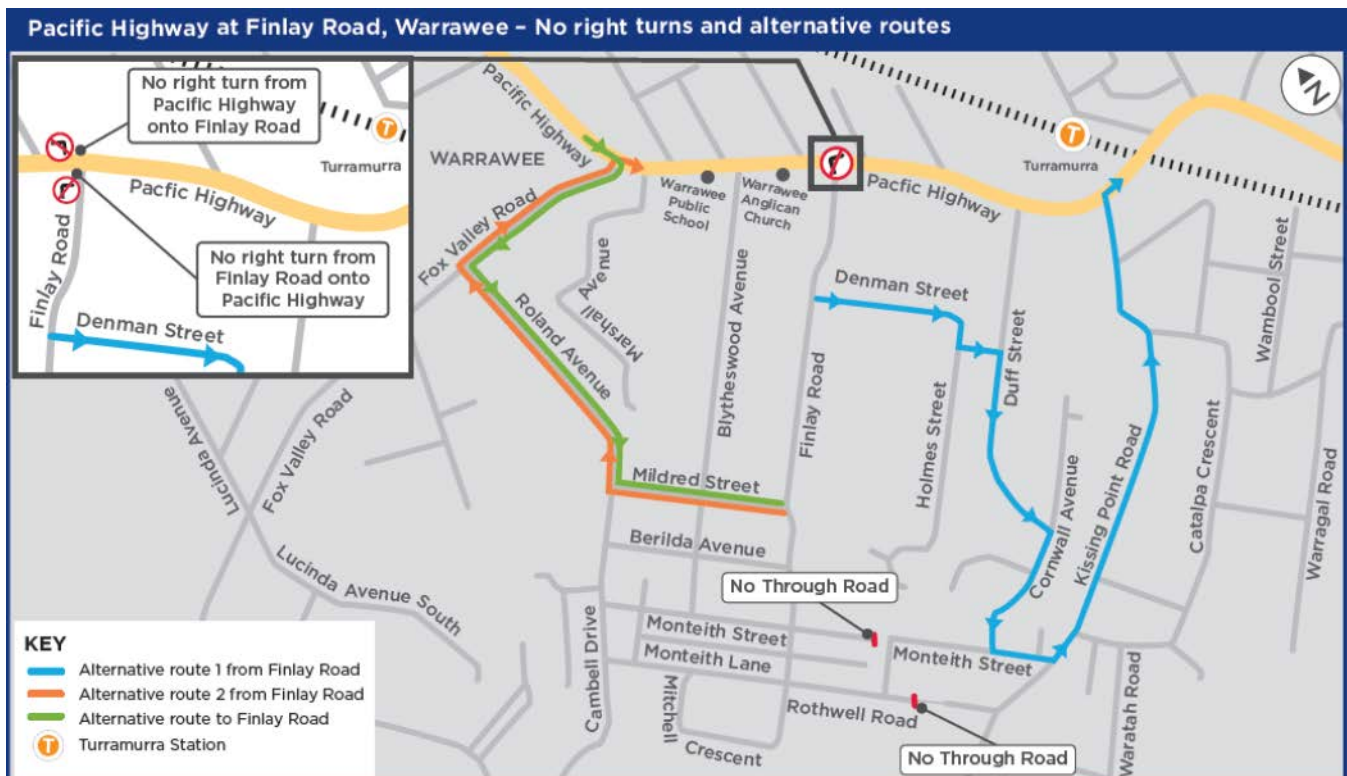 Pacific Highway at Finlay Road, Warrawee – No right turns and alternative routes
No right turn from
Pacific Highway
onto Finlay Road
T
Turramurra
Pacfic Highway
No right turn from
Finlay Road onto
Pacific Highway
Finlay Road
Denman Street
Pacific Highway
WARRAWEE
N
T
Turramurra
Warrawee
Public
School
Warrawee
Anglican
Church
Pacfic Highway
Fox Valley Road
Marshall Avenue
Roland Avenue
Blytheswood Avenue
Denman Street
Finlay Road
Duff Street
Holmes Street
Wambool Street
Kissing Point Road
Cornwall Avenue
Catalpa Crescent
Warragal Road
Lucinda Avenue
Fox Valley Road
Mildred Street
Berilda Avenue
Lucinda Avenue South
No Through Road
Monteith Street
Monteith Street
Monteith Lane
Cambell Drive
Mitchell
Crescent
Rothwell Road
Waratah Road
No Through Road
KEY
Alternative route 1 from Finlay Road
Alternative route 2 from Finlay Road
Alternative route to Finlay Road
T
Turramurra Station